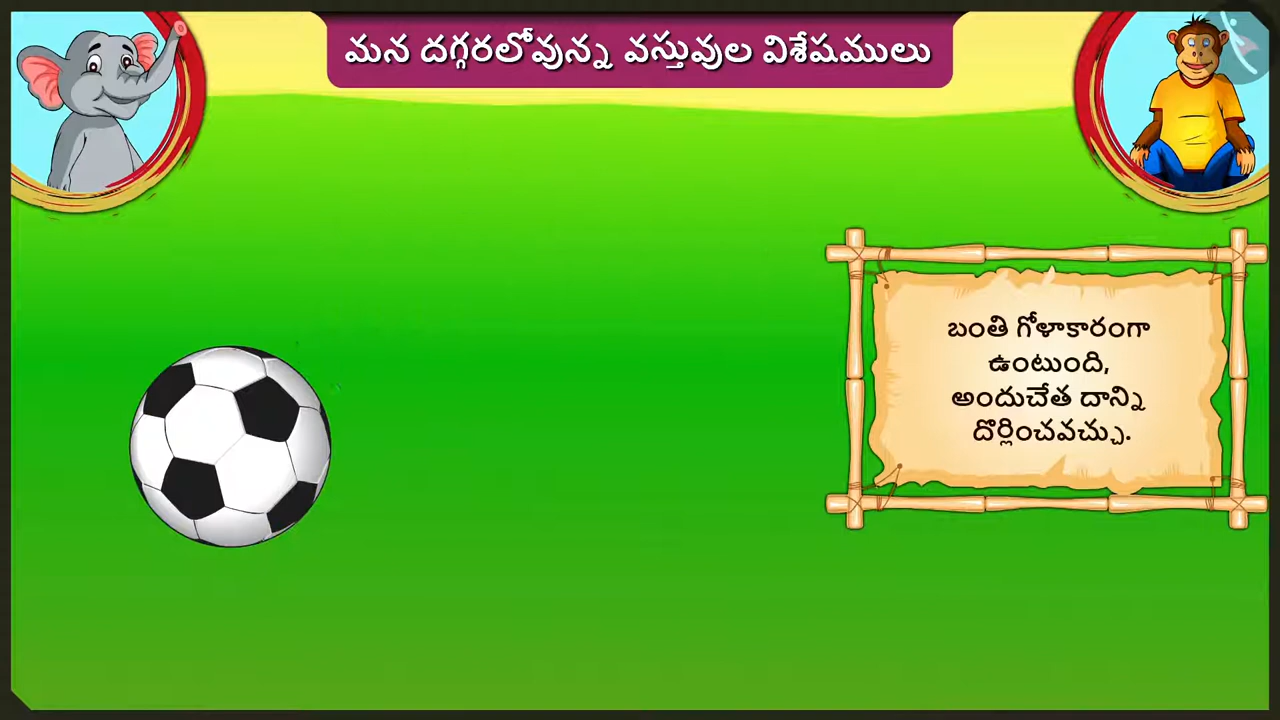 మన దగ్గరలోవున్న వస్తువుల విశేషములు
బంతి గోళాకారంగా
ఉంటుంది,
అందుచేత దాన్ని
దొర్లించవచ్చు.